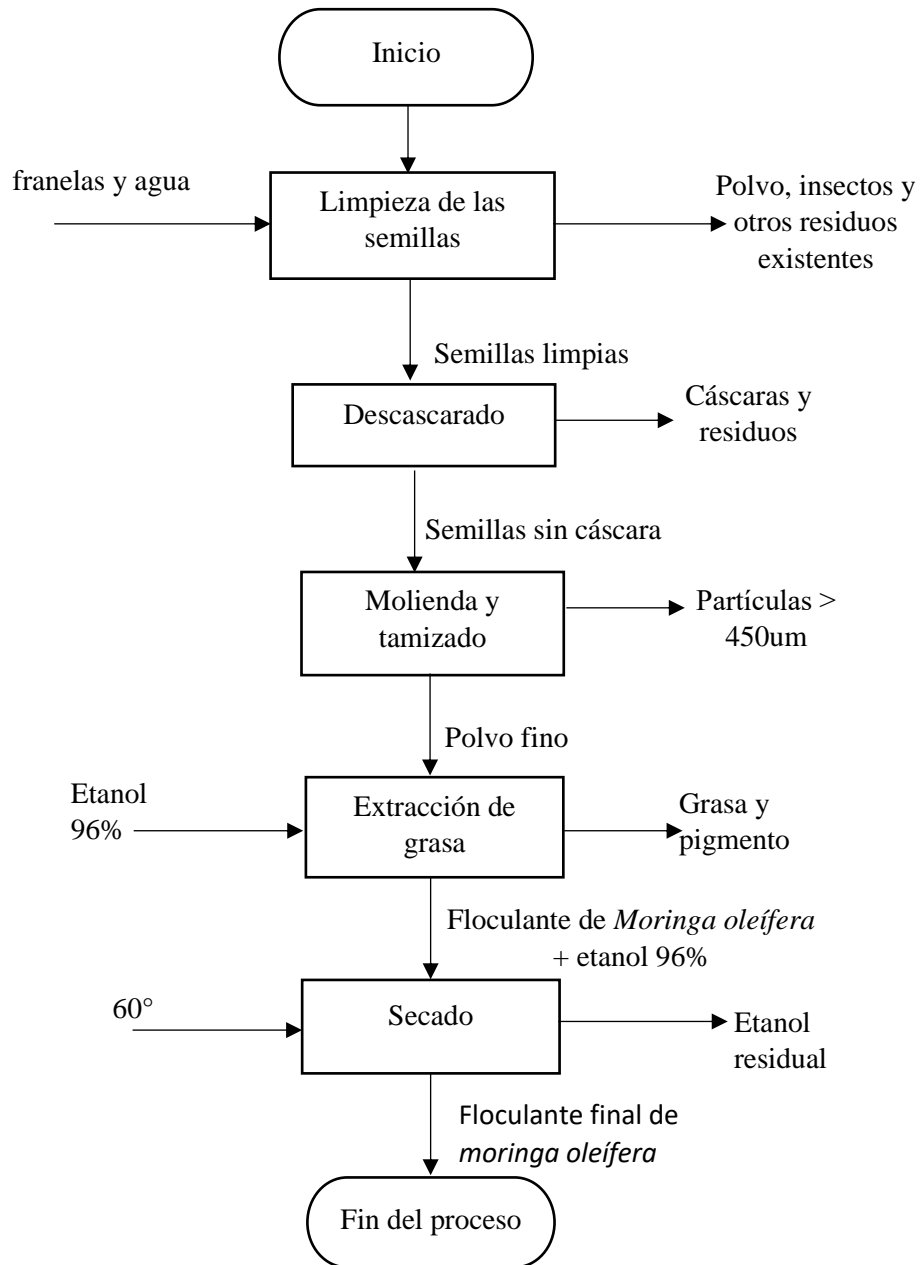 Inicio
franelas y agua
Limpieza de las
semillas
Polvo, insectos y
otros residuos
existentes
Semillas limpias
Descascarado
Cáscaras y
residuos
Semillas sin cáscara
Molienda y
tamizado
Partículas >
450um
Polvo fino
Etanol
96%
Extracción de
grasa
Grasa y
pigmento
Floculante de Moringa oleífera
+ etanol 96%
60°
Secado
Etanol
residual
Floculante final de
moringa oleífera
Fin del proceso